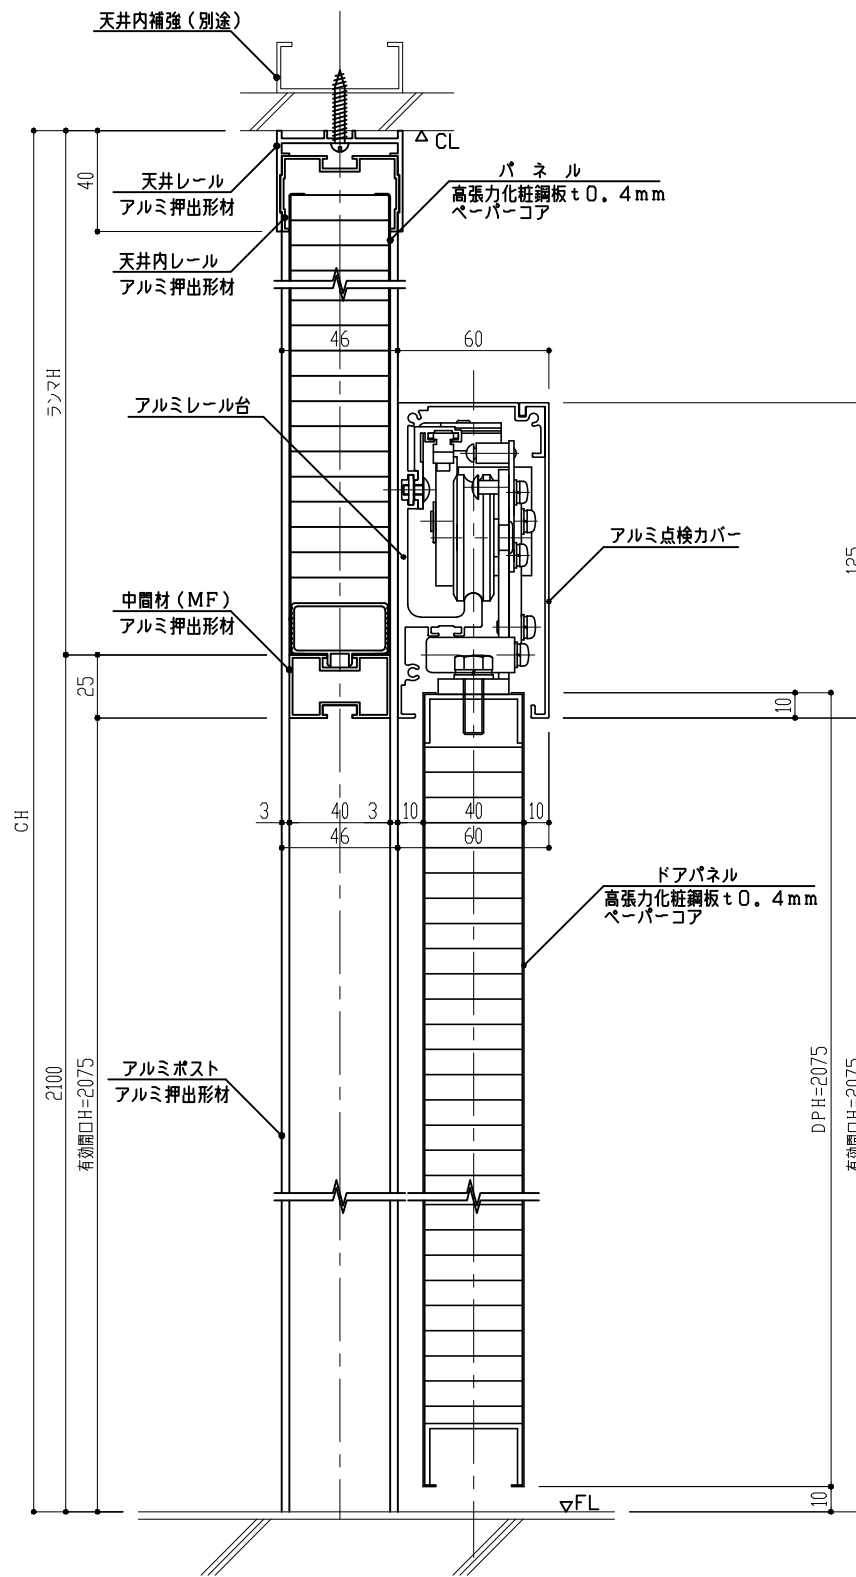 天井内補強(別途)
CL
40
天井レール
アルミ押出形材
パネル
高張力化粧鋼板t0.4mm
ペーパーコア
天井内レール
アルミ押出形材
46
60
ランマH
アルミレール台
アルミ点検カバー
125
中間材(MF)
アルミ押出形材
25
10
3
40
3
10
40
10
46
60
CH
ドアパネル
高張力化粧鋼板t0.4mm
ペーパーコア
2100
有効開口H=2075
アルミポスト
アルミ押出形材
DPH=2075
有効開口H=2075
FL
10